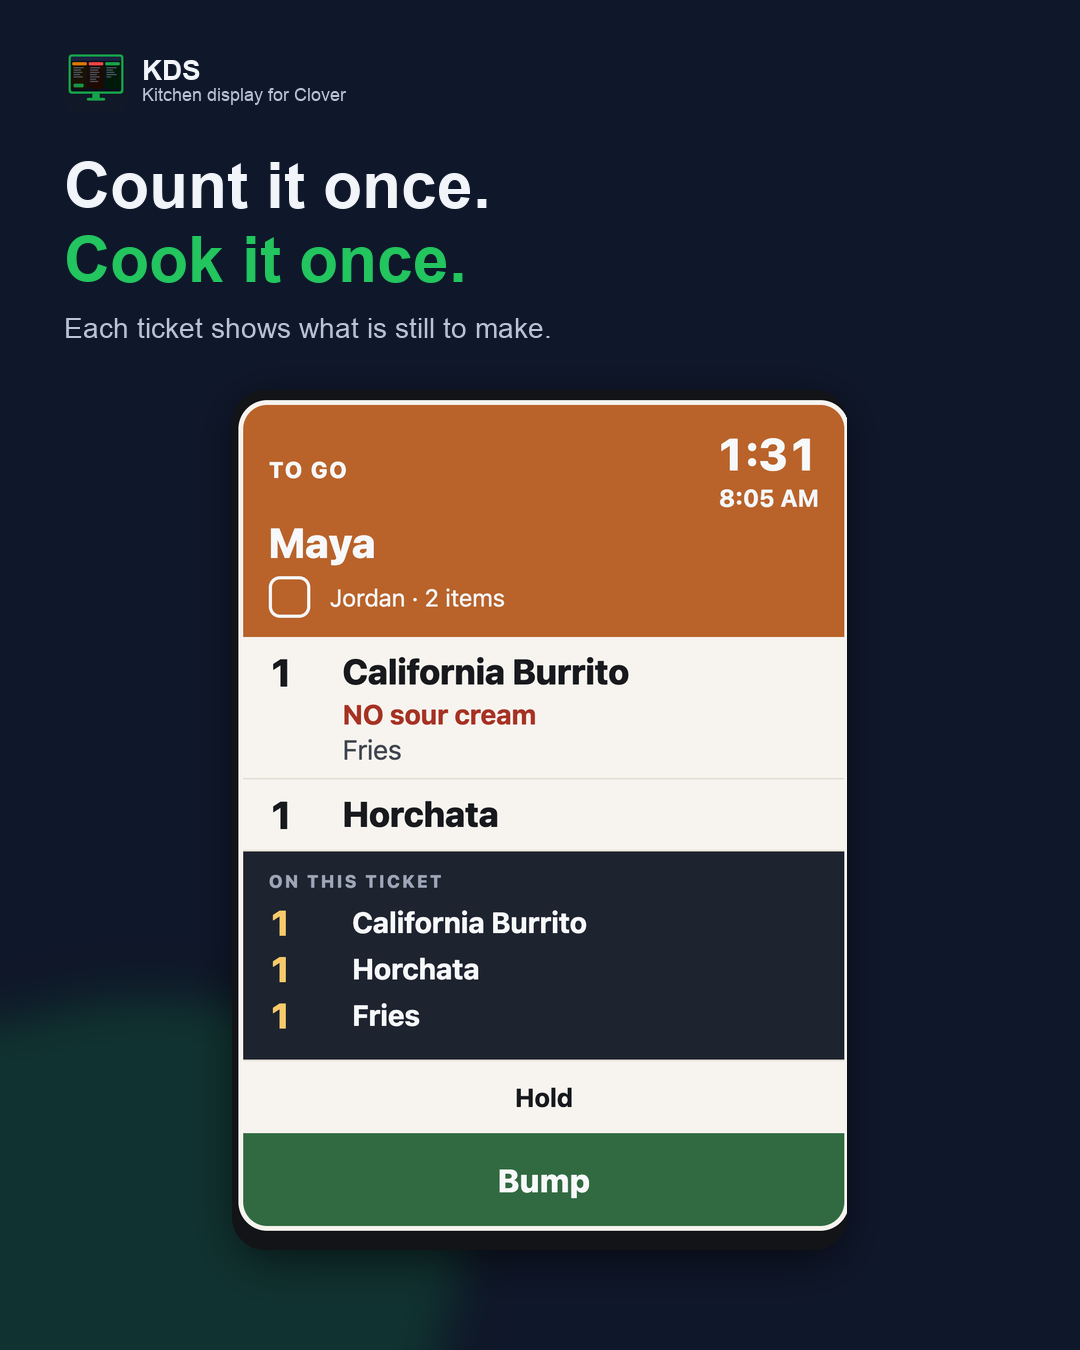 KDS
Kitchen display for Clover
Count it once.
Cook it once.
Each ticket shows what is still to make.
TO GO
1:31
8:05 AM
Maya
Jordan · 2 items
1 California Burrito
NO sour cream
Fries
1 Horchata
ON THIS TICKET
1 California Burrito
1 Horchata
1 Fries
Hold
Bump